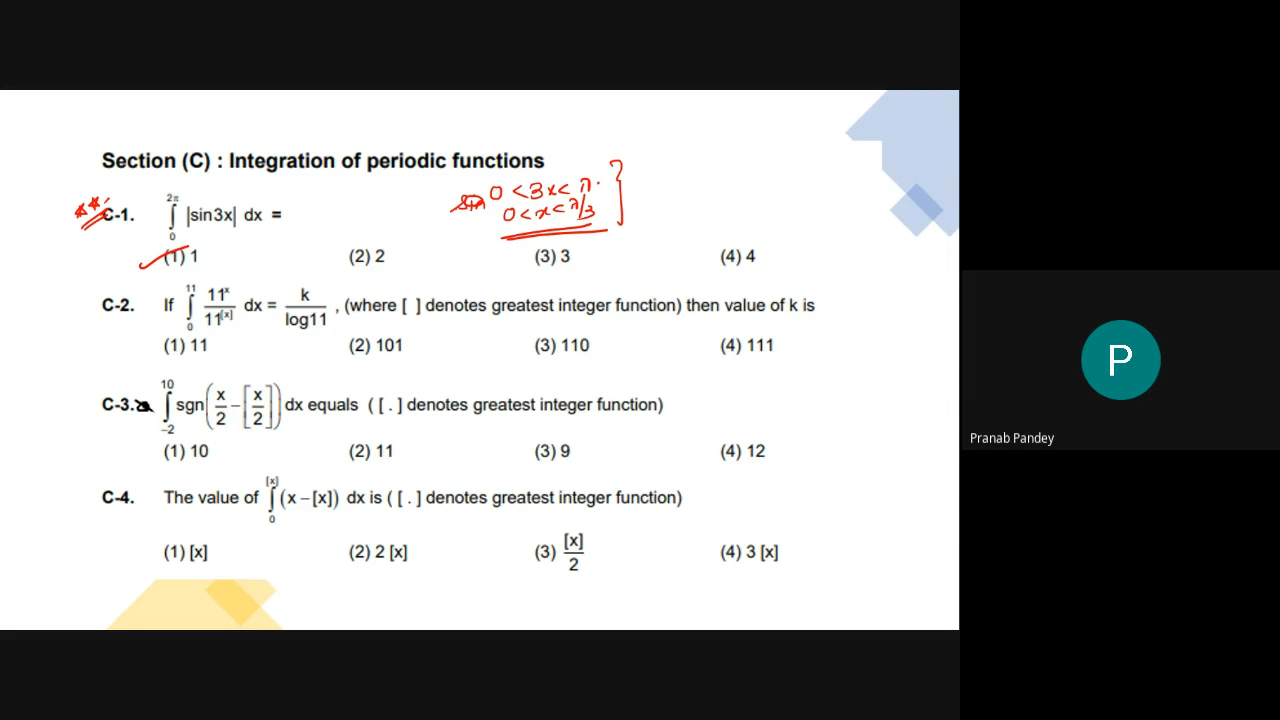 Section (C) : Integration of periodic functions
0 < 3x < π.
0 < x < π/3
C-1. ∫₀^{2π} |sin3x| dx =
(1) 1 (2) 2 (3) 3 (4) 4
C-2. If ∫₀^{11} 11^x / 11^{[x]} dx = k / log11 , (where [ ] denotes greatest integer function) then value of k is
(1) 11 (2) 101 (3) 110 (4) 111
C-3. ∫_{–2}^{10} sgn(x/2 – [x/2]) dx equals ( [ . ] denotes greatest integer function)
(1) 10 (2) 11 (3) 9 (4) 12
C-4. The value of ∫₀^{[x]} (x – [x]) dx is ( [ . ] denotes greatest integer function)
(1) [x] (2) 2 [x] (3) [x]/2 (4) 3 [x]
P
Pranab Pandey